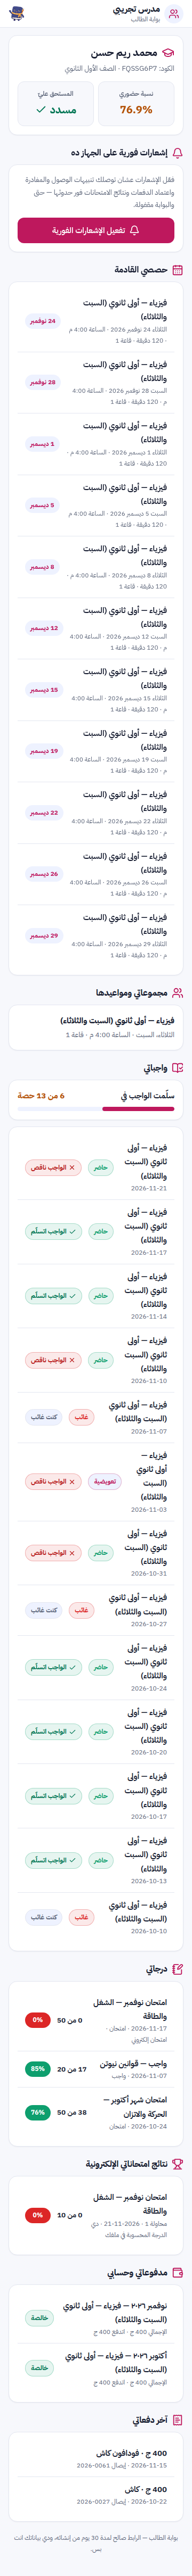 مدرس تجريبي
بوابة الطالب
محمد ريم حسن
الكود: FQSSG6P7 · الصف الأول الثانوي
نسبة حضوري
76.9%
المستحق عليّ
مسدد ✓
إشعارات فورية على الجهاز ده
فعّل الإشعارات عشان توصلك تنبيهات الوصول والمغادرة
واعتماد الدفعات ونتائج الامتحانات فور حدوثها — حتى
والبوابة مقفولة.
تفعيل الإشعارات الفورية
حصصي القادمة
فيزياء — أولى ثانوي (السبت
والثلاثاء)
الثلاثاء 24 نوفمبر 2026 · الساعة 4:00 م
· 120 دقيقة · قاعة 1
24 نوفمبر
فيزياء — أولى ثانوي (السبت
والثلاثاء)
السبت 28 نوفمبر 2026 · الساعة 4:00
م · 120 دقيقة · قاعة 1
28 نوفمبر
فيزياء — أولى ثانوي (السبت
والثلاثاء)
الثلاثاء 1 ديسمبر 2026 · الساعة 4:00 م ·
120 دقيقة · قاعة 1
1 ديسمبر
فيزياء — أولى ثانوي (السبت
والثلاثاء)
السبت 5 ديسمبر 2026 · الساعة 4:00 م
· 120 دقيقة · قاعة 1
5 ديسمبر
فيزياء — أولى ثانوي (السبت
والثلاثاء)
الثلاثاء 8 ديسمبر 2026 · الساعة 4:00 م ·
120 دقيقة · قاعة 1
8 ديسمبر
فيزياء — أولى ثانوي (السبت
والثلاثاء)
السبت 12 ديسمبر 2026 · الساعة 4:00
م · 120 دقيقة · قاعة 1
12 ديسمبر
فيزياء — أولى ثانوي (السبت
والثلاثاء)
الثلاثاء 15 ديسمبر 2026 · الساعة 4:00
م · 120 دقيقة · قاعة 1
15 ديسمبر
فيزياء — أولى ثانوي (السبت
والثلاثاء)
السبت 19 ديسمبر 2026 · الساعة 4:00
م · 120 دقيقة · قاعة 1
19 ديسمبر
فيزياء — أولى ثانوي (السبت
والثلاثاء)
الثلاثاء 22 ديسمبر 2026 · الساعة 4:00
م · 120 دقيقة · قاعة 1
22 ديسمبر
فيزياء — أولى ثانوي (السبت
والثلاثاء)
السبت 26 ديسمبر 2026 · الساعة 4:00
م · 120 دقيقة · قاعة 1
26 ديسمبر
فيزياء — أولى ثانوي (السبت
والثلاثاء)
الثلاثاء 29 ديسمبر 2026 · الساعة 4:00
م · 120 دقيقة · قاعة 1
29 ديسمبر
مجموعاتي ومواعيدها
فيزياء — أولى ثانوي (السبت والثلاثاء)
الثلاثاء، السبت · الساعة 4:00 م · قاعة 1
واجباتي
سلّمت الواجب في
6 من 13 حصة
فيزياء — أولى
ثانوي (السبت
والثلاثاء)
2026-11-21
حاضر
الواجب ناقص
فيزياء — أولى
ثانوي (السبت
والثلاثاء)
2026-11-17
حاضر
الواجب اتسلّم
فيزياء — أولى
ثانوي (السبت
والثلاثاء)
2026-11-14
حاضر
الواجب اتسلّم
فيزياء — أولى
ثانوي (السبت
والثلاثاء)
2026-11-10
حاضر
الواجب ناقص
فيزياء — أولى ثانوي
(السبت والثلاثاء)
2026-11-07
غائب
كنت غائب
فيزياء —
أولى ثانوي
(السبت
والثلاثاء)
2026-11-03
تعويضية
الواجب ناقص
فيزياء — أولى
ثانوي (السبت
والثلاثاء)
2026-10-31
حاضر
الواجب ناقص
فيزياء — أولى ثانوي
(السبت والثلاثاء)
2026-10-27
غائب
كنت غائب
فيزياء — أولى
ثانوي (السبت
والثلاثاء)
2026-10-24
حاضر
الواجب اتسلّم
فيزياء — أولى
ثانوي (السبت
والثلاثاء)
2026-10-20
حاضر
الواجب اتسلّم
فيزياء — أولى
ثانوي (السبت
والثلاثاء)
2026-10-17
حاضر
الواجب اتسلّم
فيزياء — أولى
ثانوي (السبت
والثلاثاء)
2026-10-13
حاضر
الواجب اتسلّم
فيزياء — أولى ثانوي
(السبت والثلاثاء)
2026-10-10
غائب
كنت غائب
درجاتي
امتحان نوفمبر — الشغل
والطاقة
2026-11-17 · امتحان ·
امتحان إلكتروني
0 من 50
0%
واجب — قوانين نيوتن
2026-11-07 · واجب
17 من 20
85%
امتحان شهر أكتوبر —
الحركة والاتزان
2026-10-24 · امتحان
38 من 50
76%
نتائج امتحاناتي الإلكترونية
امتحان نوفمبر — الشغل
والطاقة
محاولة 1 · 2026-11-21 · دي
الدرجة المحسوبة في ملفك
0 من 10
0%
مدفوعاتي وحسابي
نوفمبر ٢٠٢٦ — فيزياء — أولى ثانوي
(السبت والثلاثاء)
الإجمالي 400 ج · اتدفع 400 ج
خالصة
أكتوبر ٢٠٢٦ — فيزياء — أولى ثانوي
(السبت والثلاثاء)
الإجمالي 400 ج · اتدفع 400 ج
خالصة
آخر دفعاتي
400 ج · فودافون كاش
2026-11-15 · إيصال 0061-2026
400 ج · كاش
2026-10-22 · إيصال 0027-2026
بوابة الطالب — الرابط صالح لمدة 30 يوم من إنشائه، ودي بياناتك انت
بس.